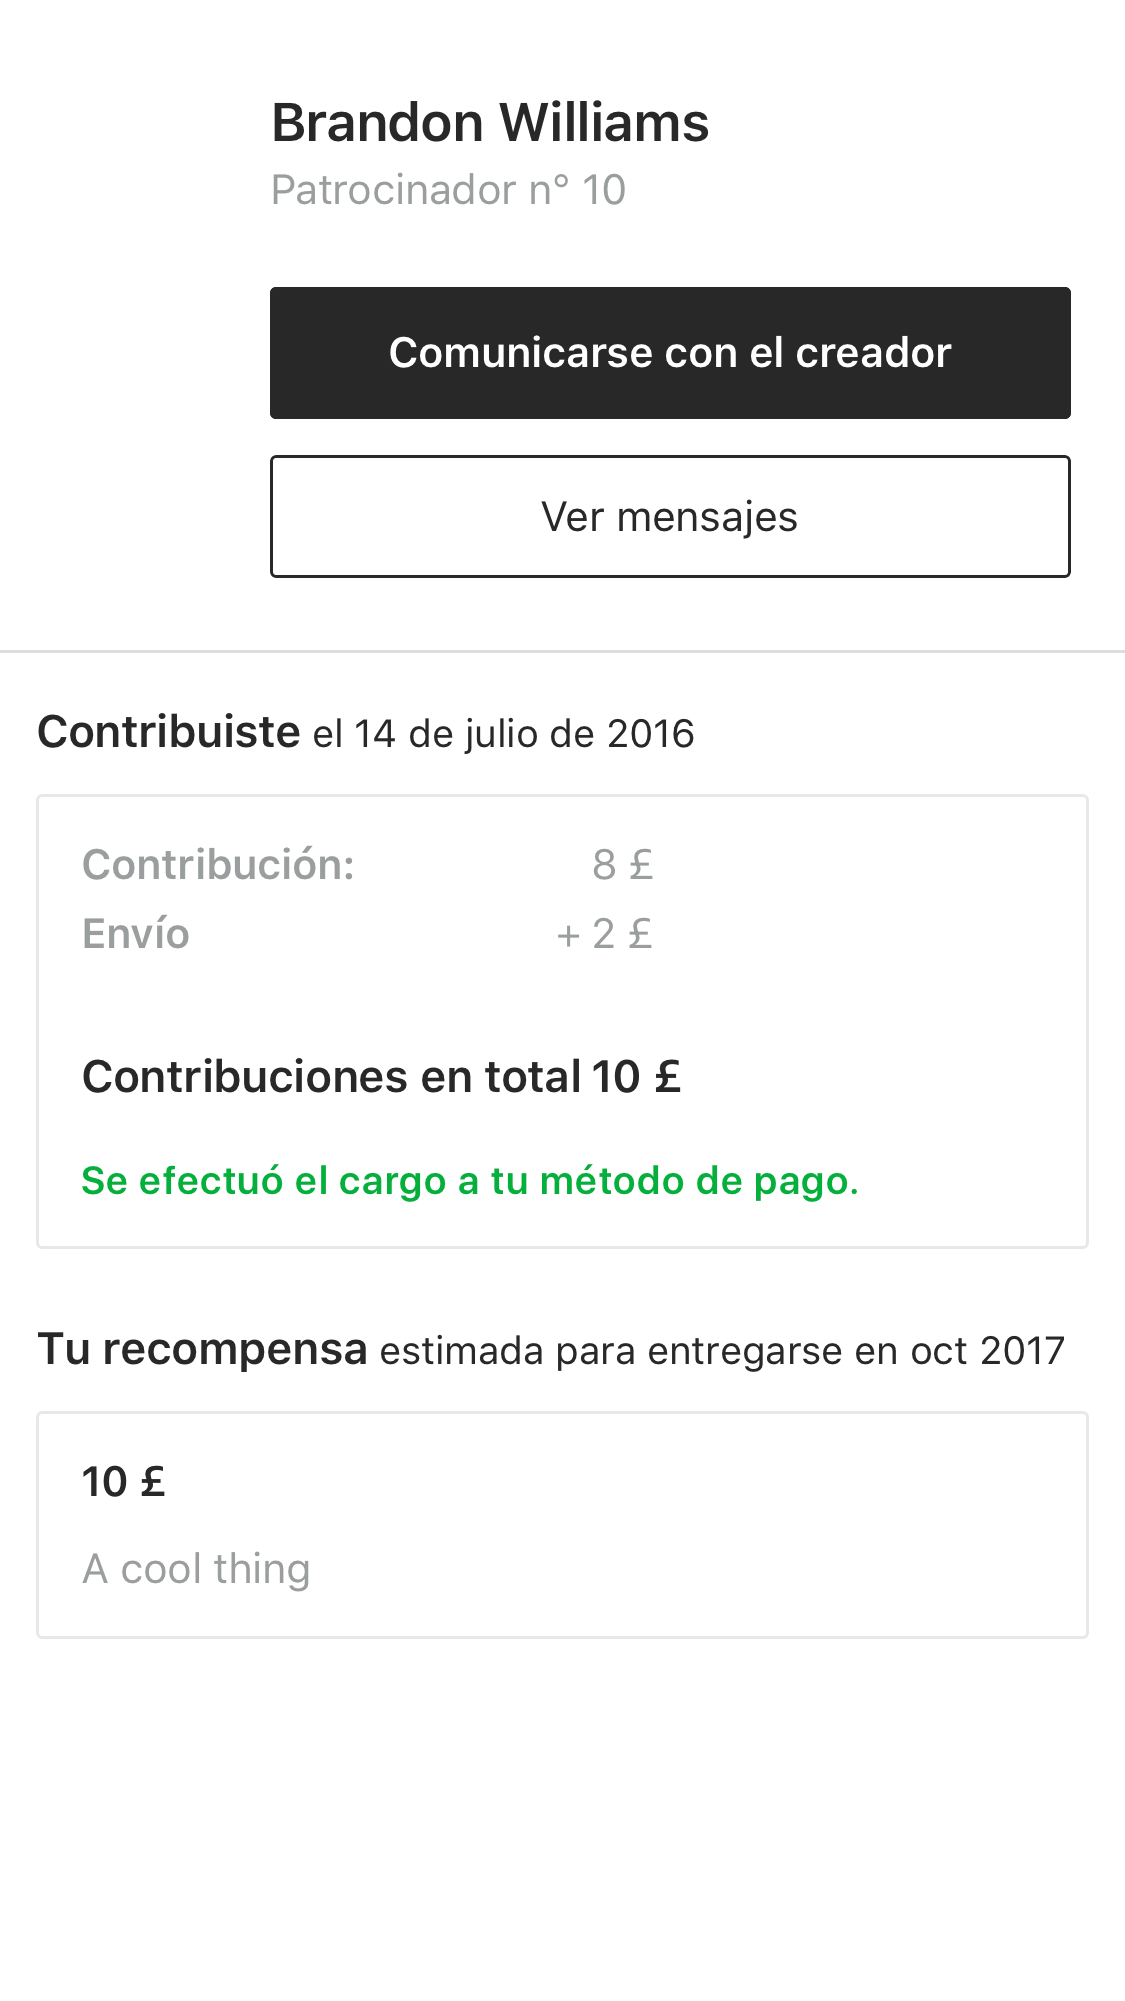 Brandon Williams
Patrocinador n° 10
Comunicarse con el creador
Ver mensajes
Contribuiste el 14 de julio de 2016
Contribución: 8 £
Envío + 2 £
Contribuciones en total 10 £
Se efectuó el cargo a tu método de pago.
Tu recompensa estimada para entregarse en oct 2017
10 £
A cool thing